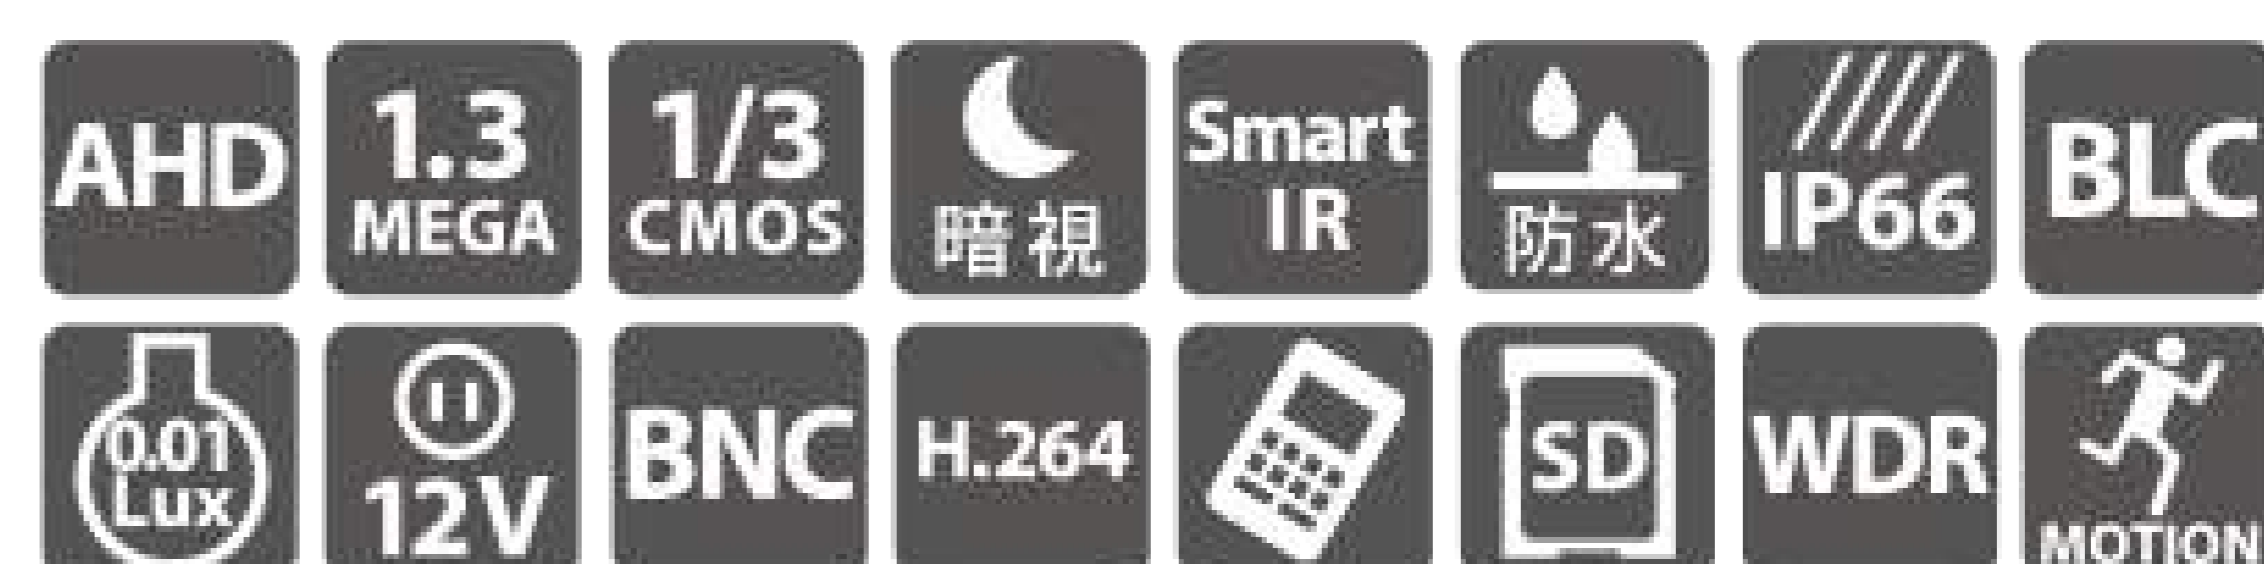 AHD
1.3
MEGA
1/3
CMOS
暗視
Smart
IR
防水
IP66
BLC
0.01
Lux
12V
BNC
H.264
SD
WDR
MOTION